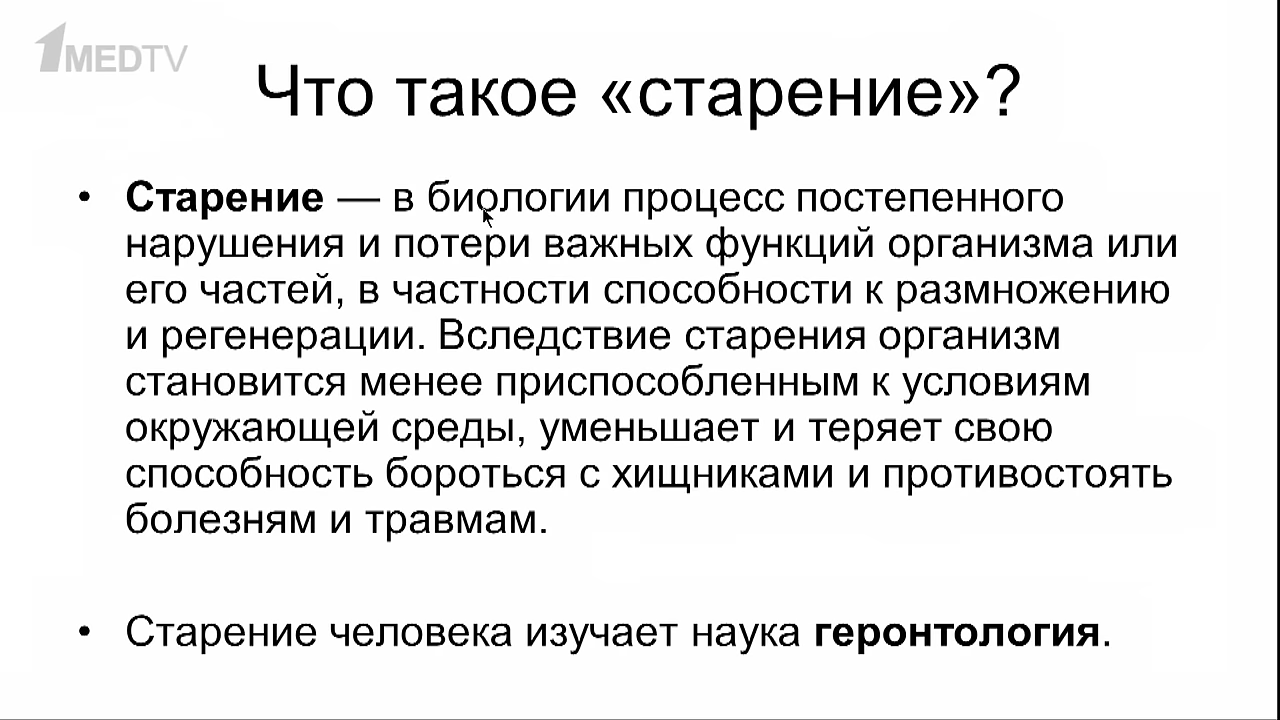 1MEDTV
Что такое «старение»?
• Старение — в биологии процесс постепенного
нарушения и потери важных функций организма или
его частей, в частности способности к размножению
и регенерации. Вследствие старения организм
становится менее приспособленным к условиям
окружающей среды, уменьшает и теряет свою
способность бороться с хищниками и противостоять
болезням и травмам.
• Старение человека изучает наука геронтология.